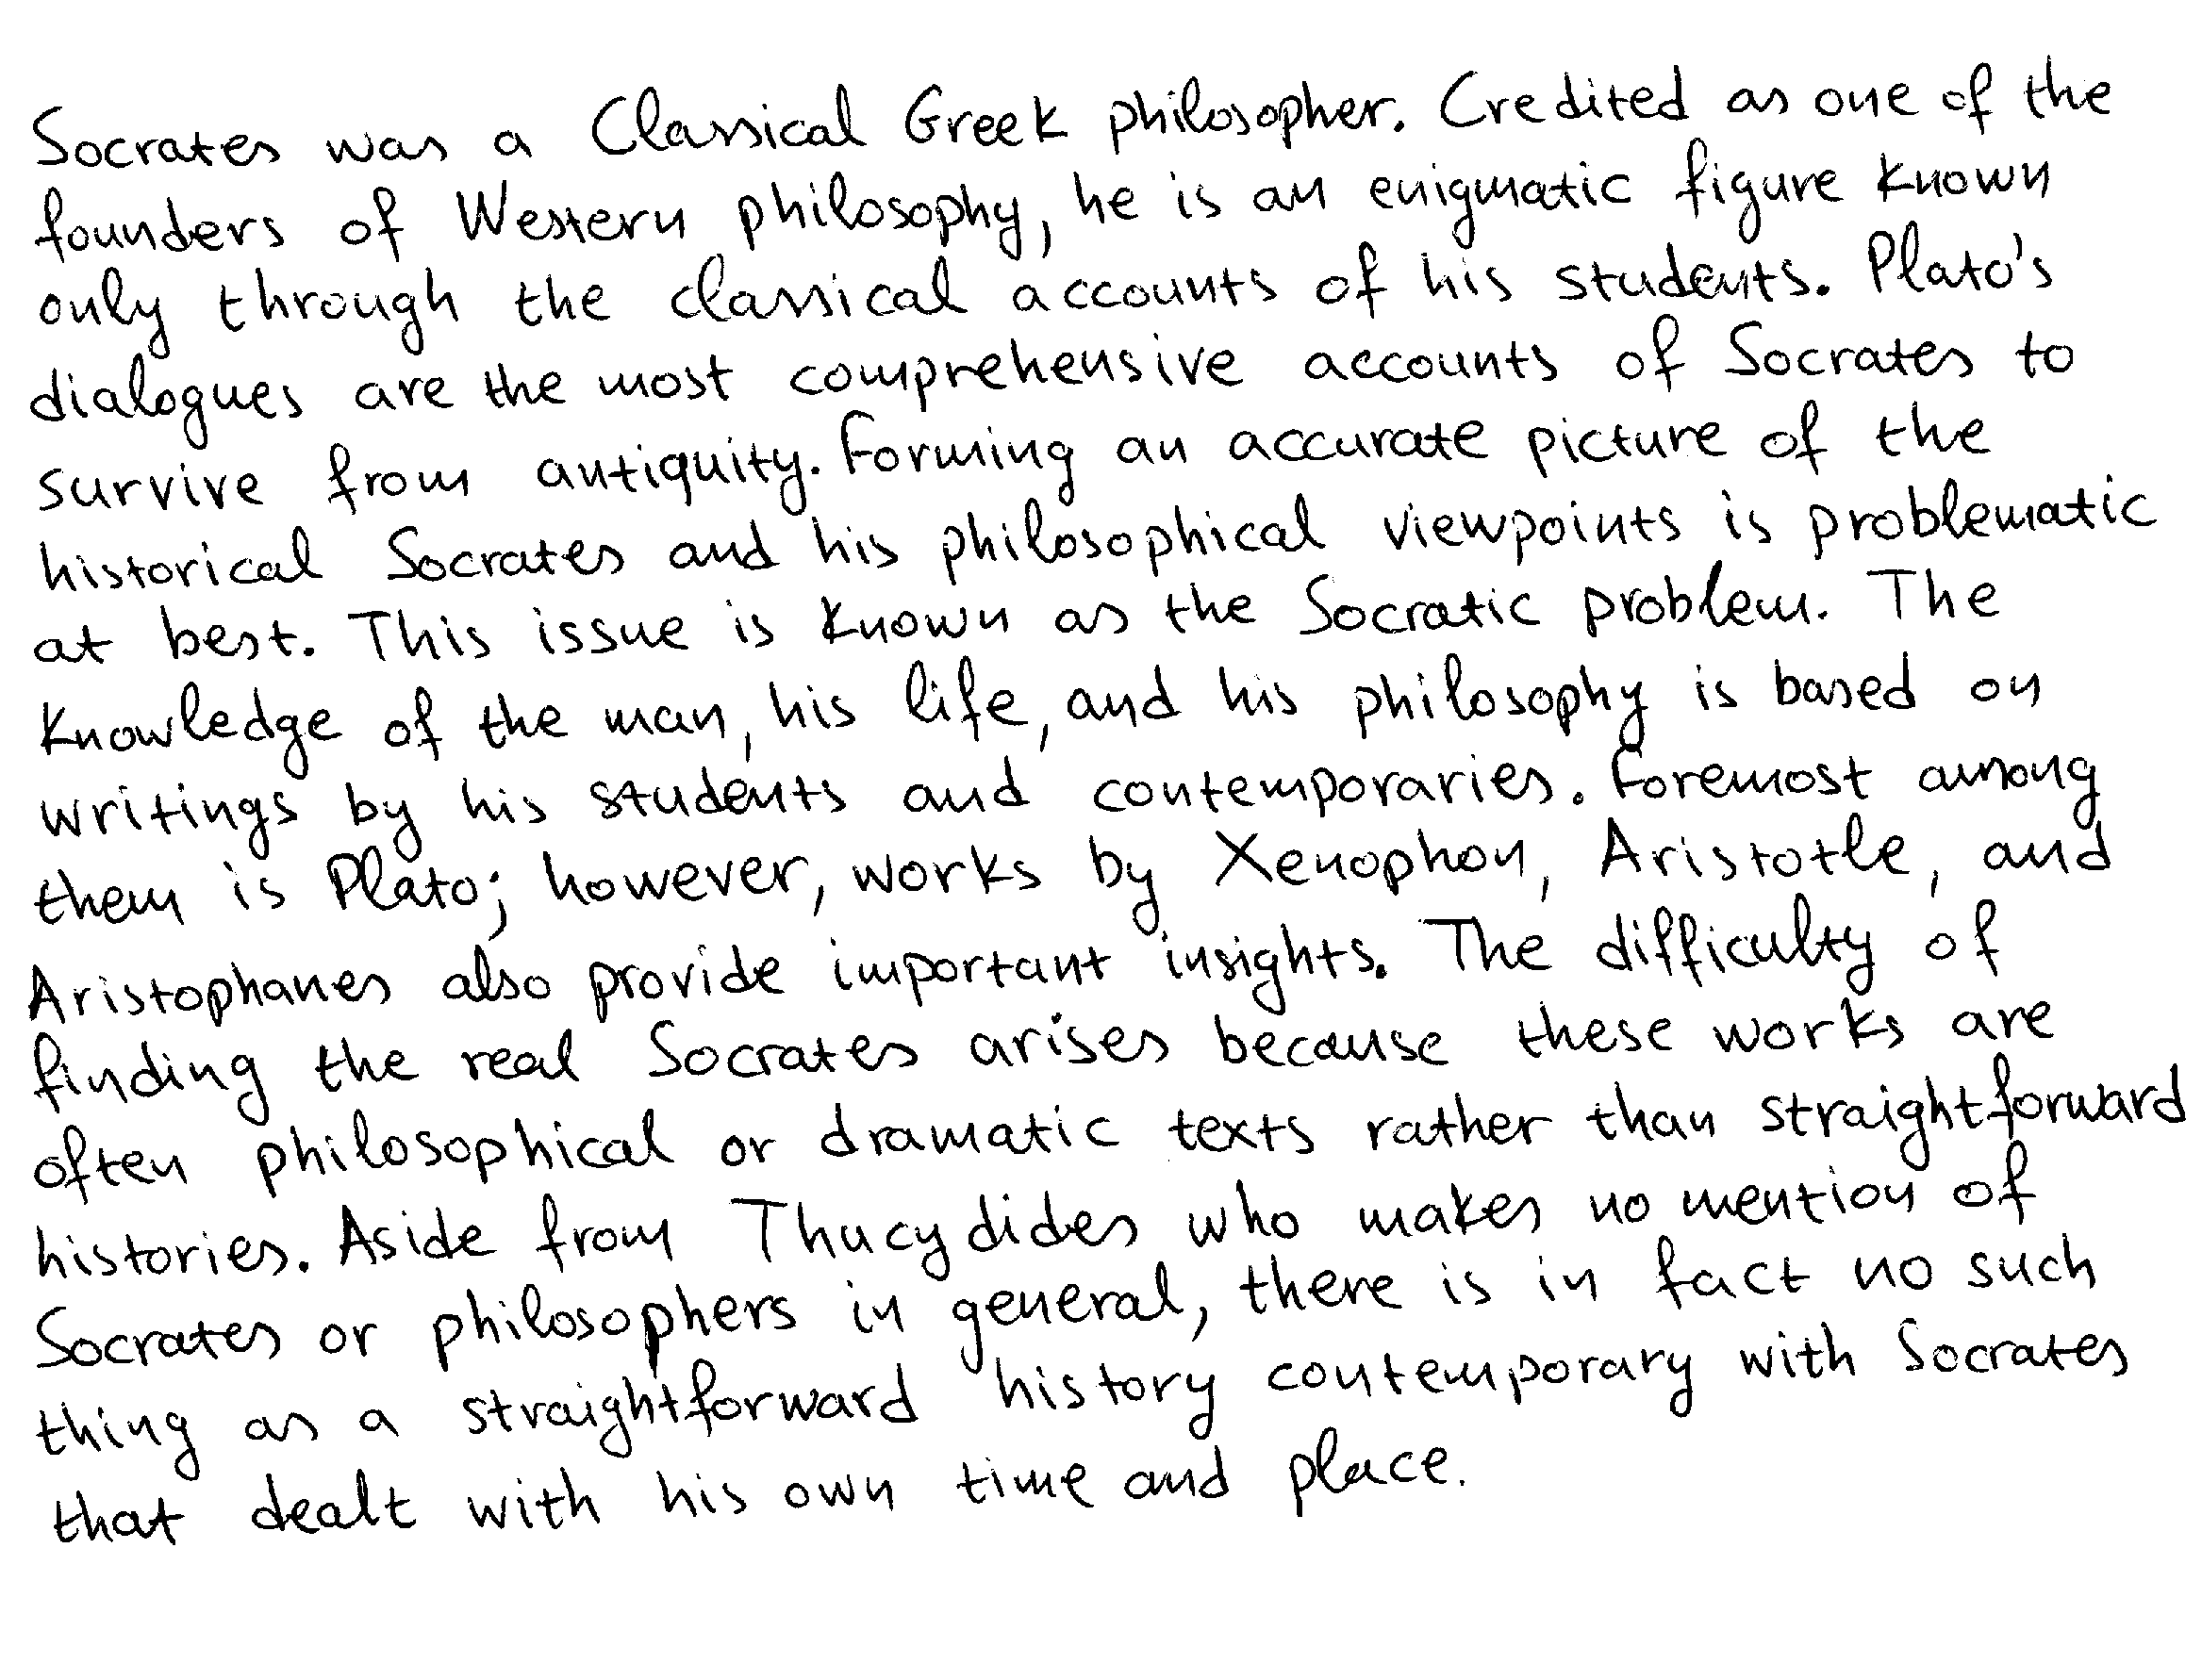 Socrates was a Classical Greek philosopher. Credited as one of the
founders of Western philosophy, he is an enigmatic figure known
only through the classical accounts of his students. Plato's
dialogues are the most comprehensive accounts of Socrates to
survive from antiquity. Forming an accurate picture of the
historical Socrates and his philosophical viewpoints is problematic
at best. This issue is known as the Socratic problem. The
knowledge of the man, his life, and his philosophy is based on
writings by his students and contemporaries. Foremost among
them is Plato; however, works by Xenophon, Aristotle, and
Aristophanes also provide important insights. The difficulty of
finding the real Socrates arises because these works are
often philosophical or dramatic texts rather than straightforward
histories. Aside from Thucydides who makes no mention of
Socrates or philosophers in general, there is in fact no such
thing as a straightforward history contemporary with Socrates
that dealt with his own time and place.